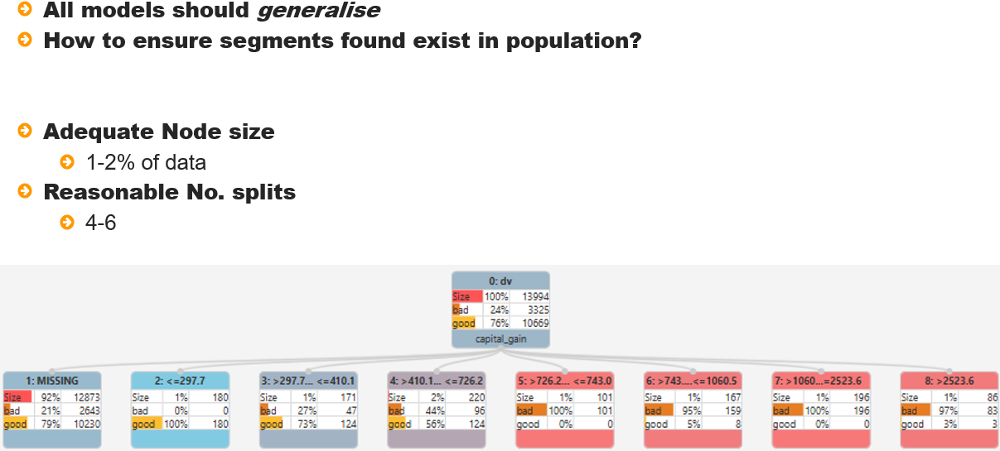 All models should generalise
How to ensure segments found exist in population?
Adequate Node size
1-2% of data
Reasonable No. splits
4-6
0: dv
Size 100% 13994
bad 24% 3325
good 76% 10669
capital_gain
1: MISSING
Size 92% 12873
bad 21% 2643
good 79% 10230
2: <=297.7
Size 1% 180
bad 0% 0
good 100% 180
3: >297.7... <=410.1
Size 1% 171
bad 27% 47
good 73% 124
4: >410.1... <=726.2
Size 2% 220
bad 44% 96
good 56% 124
5: >726.2... <=743.0
Size 1% 101
bad 100% 101
good 0% 0
6: >743....<=1060.5
Size 1% 167
bad 95% 159
good 5% 8
7: >1060...=2523.6
Size 1% 196
bad 100% 196
good 0% 0
8: >2523.6
Size 1% 86
bad 97% 83
good 3% 3